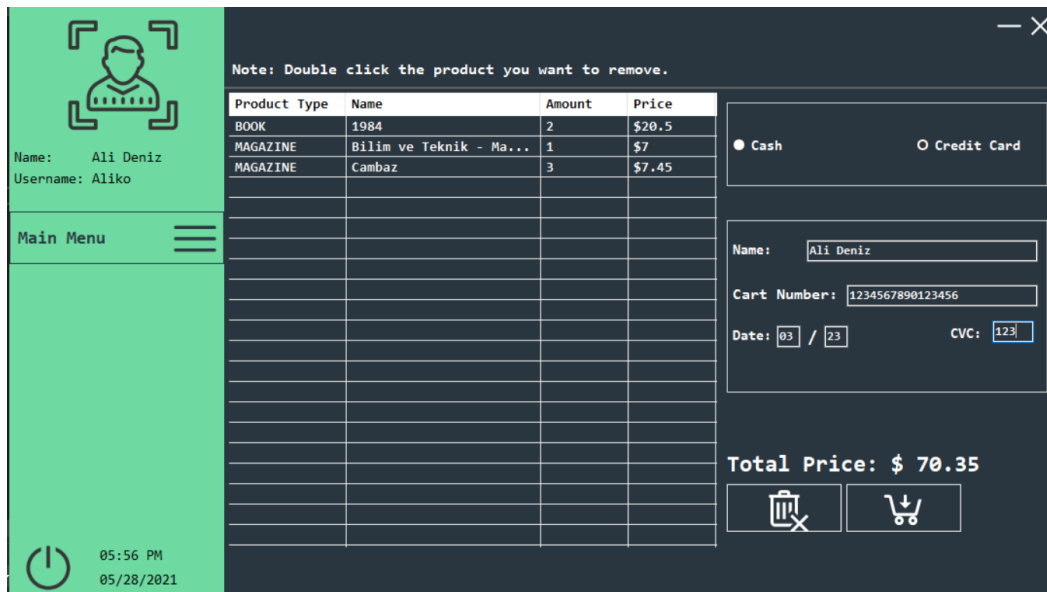 Note: Double click the product you want to remove.
Name: Ali Deniz
Username: Aliko
Main Menu
05:56 PM
05/28/2021
Product Type Name Amount Price
BOOK 1984 2 $20.5
MAGAZINE Bilim ve Teknik - Ma... 1 $7
MAGAZINE Cambaz 3 $7.45
Cash Credit Card
Name: Ali Deniz
Cart Number: 1234567890123456
Date: 03 / 23 CVC: 123
Total Price: $ 70.35